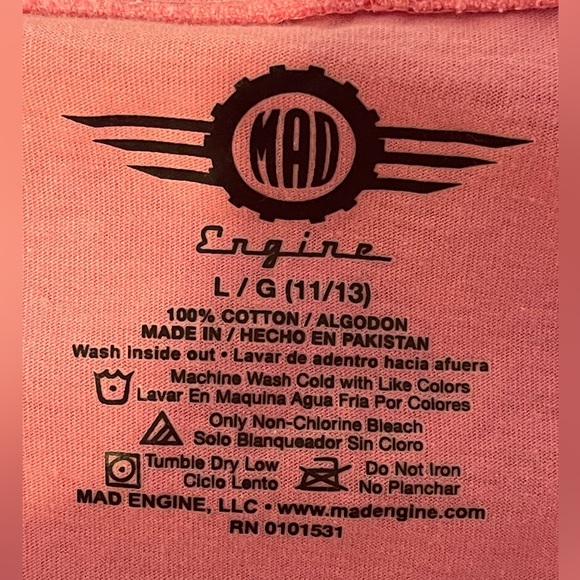 MAD
Engine
L / G (11/13)
100% COTTON / ALGODON
MADE IN / HECHO EN PAKISTAN
Wash inside out • Lavar de adentro hacia afuera
Machine Wash Cold with Like Colors
Lavar En Maquina Agua Fria Por Colores
Only Non-Chlorine Bleach
Solo Blanqueador Sin Cloro
Tumble Dry Low
Ciclo Lento
Do Not Iron
No Planchar
MAD ENGINE, LLC • www.madengine.com
RN 0101531